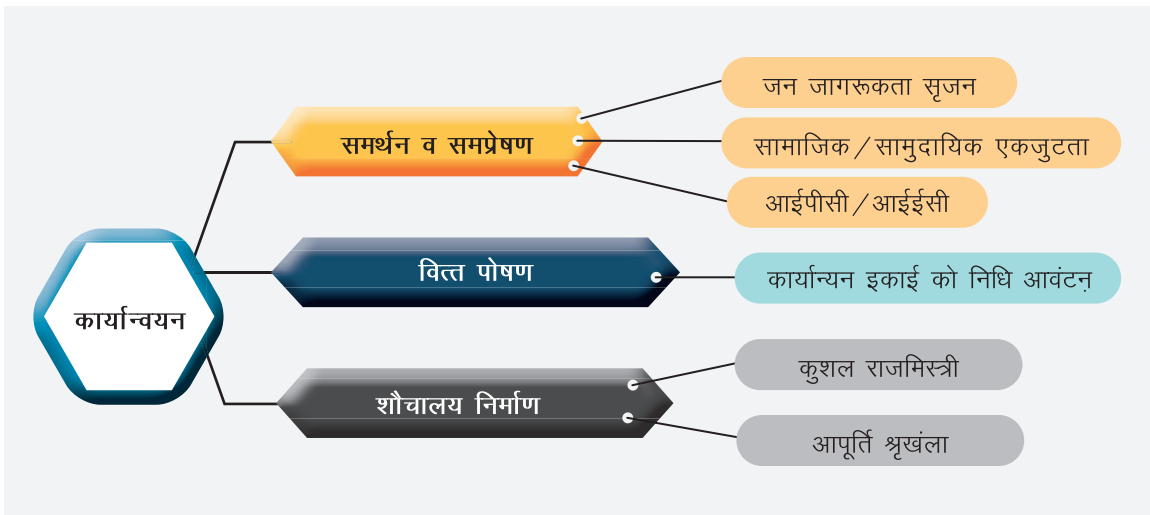 कार्यान्वयन
समर्थन व समप्रेषण
जन जागरूकता सृजन
सामाजिक/सामुदायिक एकजुटता
आईपीसी/आईईसी
वित्त पोषण
कार्यान्यन इकाई को निधि आवंटऩ
शौचालय निर्माण
कुशल राजमिस्त्री
आपूर्ति श्रृखंला